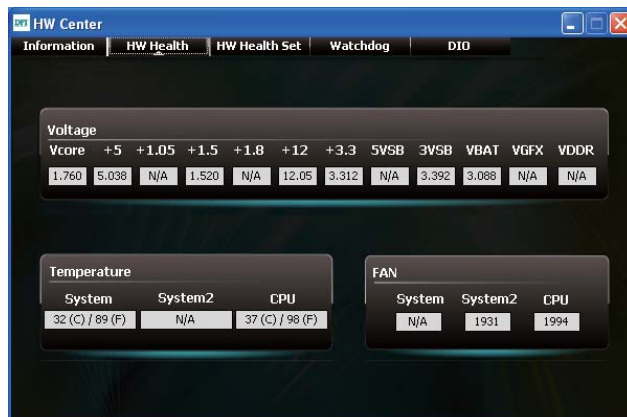 DFI HW Center
Information HW Health HW Health Set Watchdog DIO
Voltage
Vcore +5 +1.05 +1.5 +1.8 +12 +3.3 5VSB 3VSB VBAT VGFX VDDR
1.760 5.038 N/A 1.520 N/A 12.05 3.312 N/A 3.392 3.088 N/A N/A
Temperature
System System2 CPU
32 (C) / 89 (F) N/A 37 (C) / 98 (F)
FAN
System System2 CPU
N/A 1931 1994